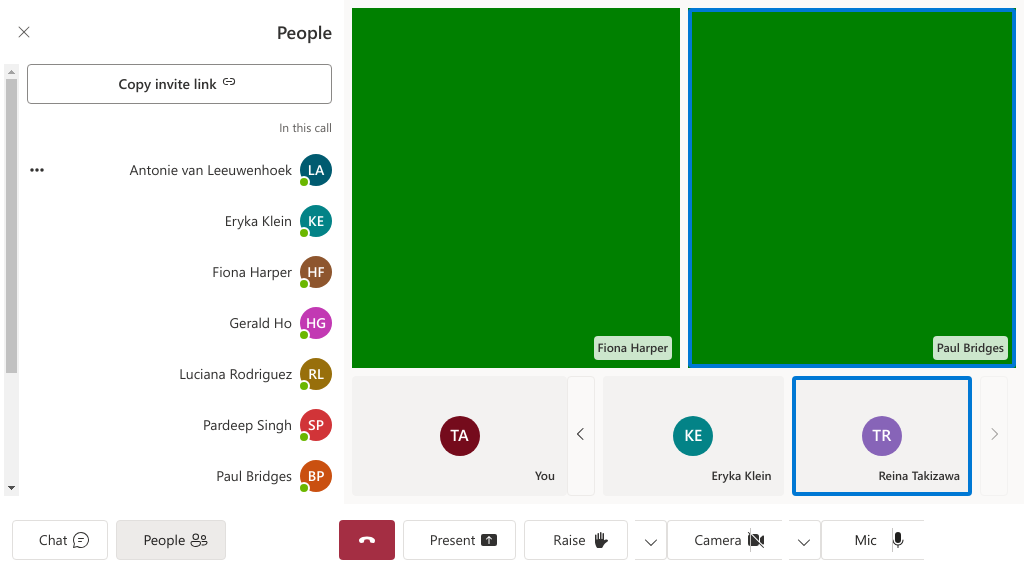 People
Copy invite link
In this call
Antonie van Leeuwenhoek LA
Eryka Klein KE
Fiona Harper HF
Gerald Ho HG
Luciana Rodriguez RL
Pardeep Singh SP
Paul Bridges BP
Fiona Harper
Paul Bridges
TA
You
KE
Eryka Klein
TR
Reina Takizawa
Chat
People
Present
Raise
Camera
Mic